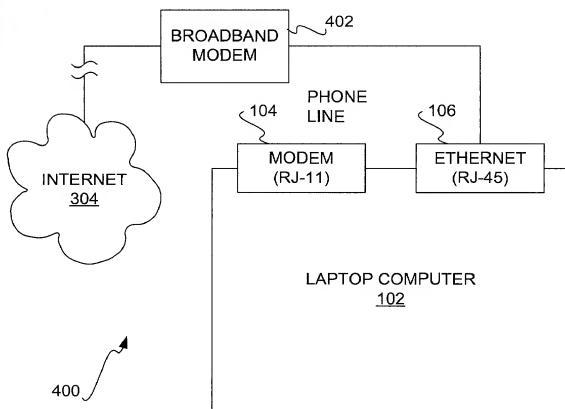 402
BROADBAND
MODEM
104
PHONE
LINE
106
MODEM
(RJ-11)
ETHERNET
(RJ-45)
INTERNET
304
LAPTOP COMPUTER
102
400